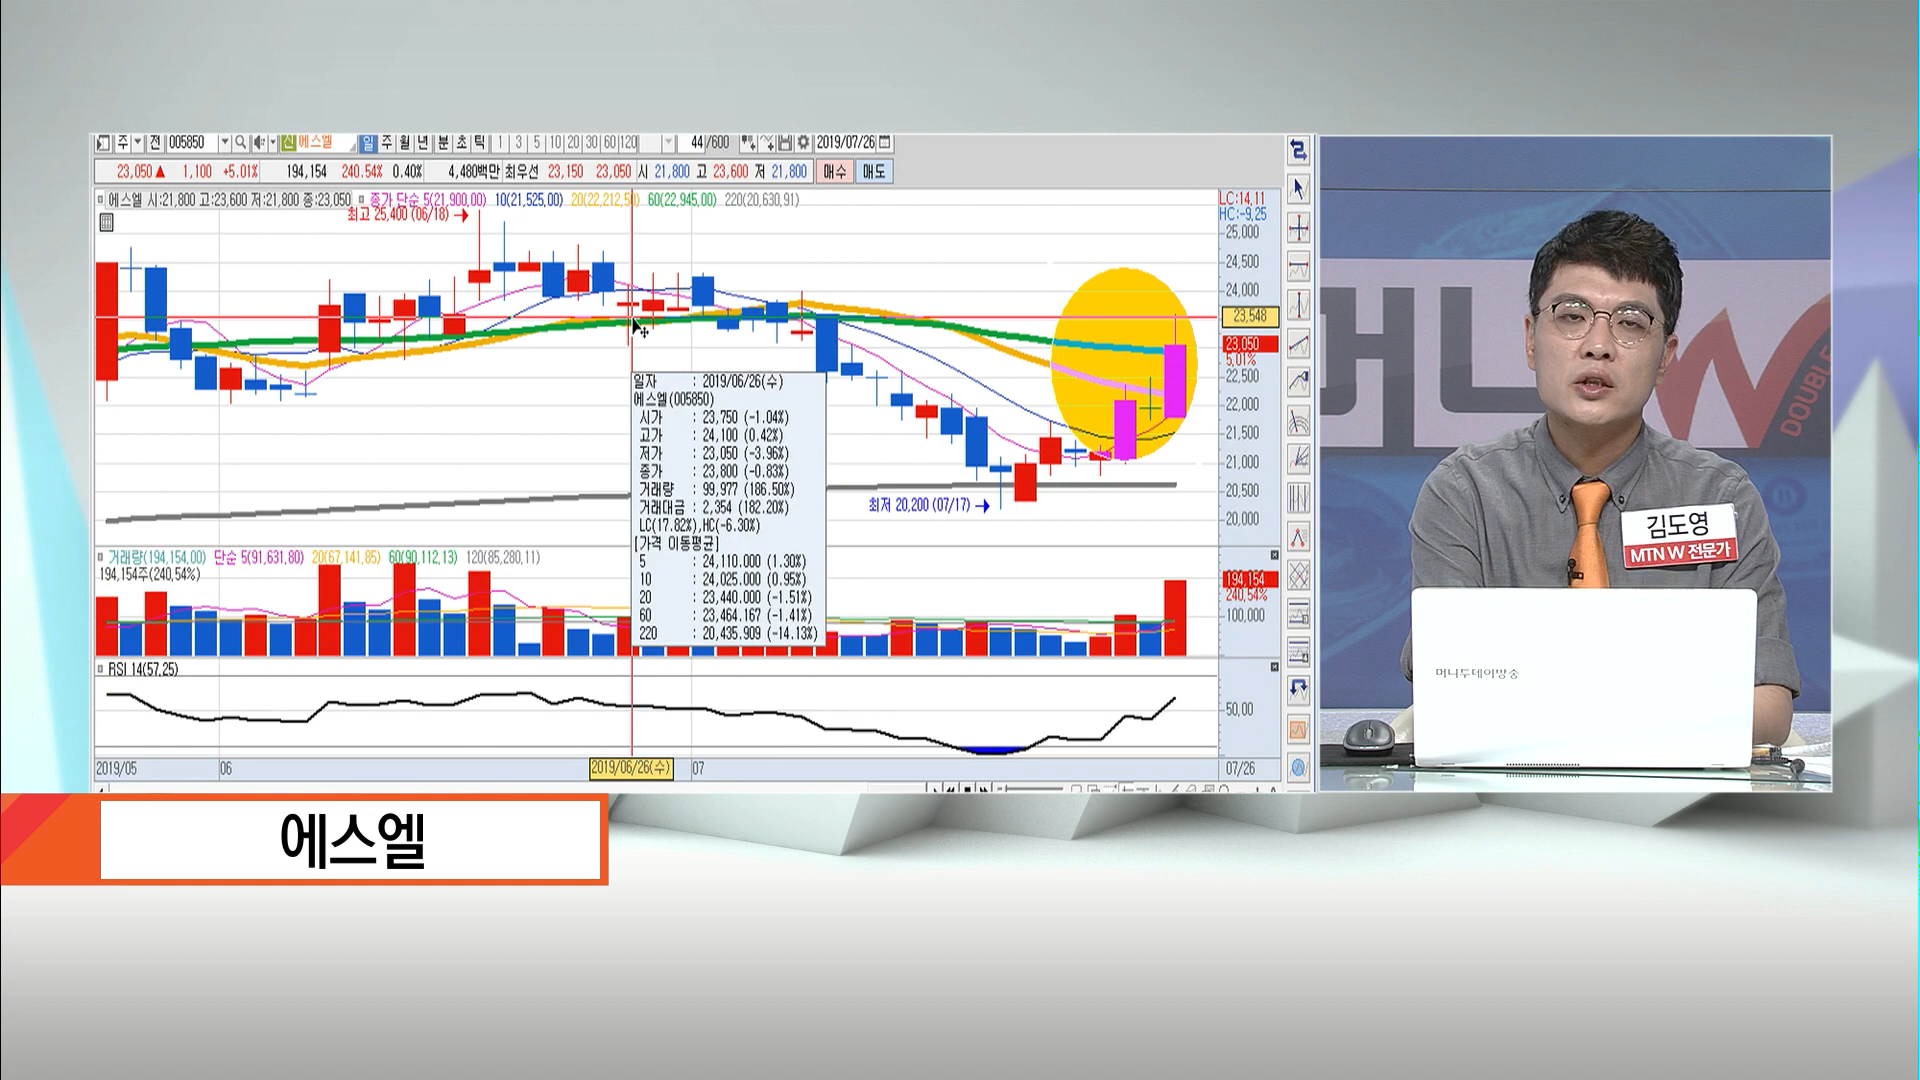 주 전 005850 신 에스엘 일 주 월 년 분 초 틱 1 3 5 10 20 30 60 120 44/600 2019/07/26
23,050▲ 1,100 +5.01% 194,154 240.54% 0.40% 4,480백만 최우선 23,150 23,050 시 21,800 고 23,600 저 21,800 매수 매도
에스엘 시:21,800 고:23,600 저:21,800 종:23,050 종가 단순 5(21,900.00) 10(21,525.00) 20(22,212.50) 60(22,945.00) 220(20,630.91)
LC:14.11
HC:-9.25
최고 25,400 (06/18) →
25,000
24,500
24,000
23,548
23,050
5.01%
22,500
22,000
21,500
21,000
20,500
20,000
최저 20,200 (07/17) →
일자 : 2019/06/26(수)
에스엘(005850)
시가 : 23,750 (-1.04%)
고가 : 24,100 (0.42%)
저가 : 23,050 (-3.96%)
종가 : 23,800 (-0.83%)
거래량 : 99,977 (186.50%)
거래대금 : 2,354 (182.20%)
LC(17.82%),HC(-6.30%)
[가격 이동평균]
5 : 24,110.000 (1.30%)
10 : 24,025.000 (0.95%)
20 : 23,440.000 (-1.51%)
60 : 23,464.167 (-1.41%)
220 : 20,435.909 (-14.13%)
거래량(194,154.00) 단순 5(91,631.80) 20(67,141.85) 60(90,112.13) 120(85,280.11)
194,154주(240.54%)
194,154
240.54%
100,000
RSI 14(57.25)
50.00
2019/05 06 2019/06/26(수) 07 07/26
머니 W
DOUBLE
김도영
MTN W 전문가
머니투데이방송
에스엘